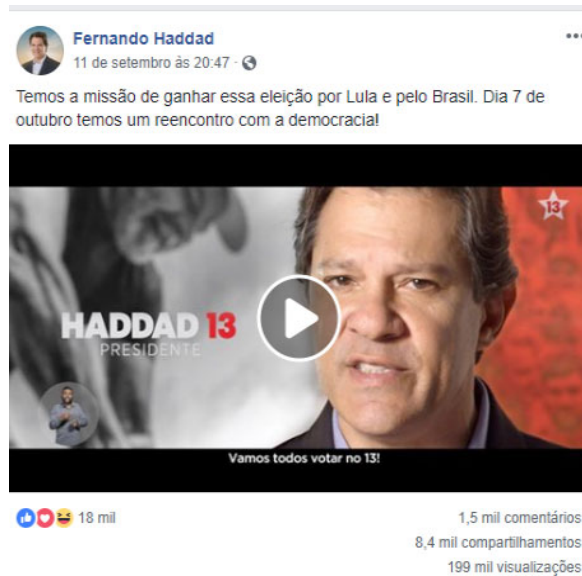 Fernando Haddad
11 de setembro às 20:47 ·
Temos a missão de ganhar essa eleição por Lula e pelo Brasil. Dia 7 de
outubro temos um reencontro com a democracia!
13
HADDAD 13
PRESIDENTE
Vamos todos votar no 13!
18 mil
1,5 mil comentários
8,4 mil compartilhamentos
199 mil visualizações